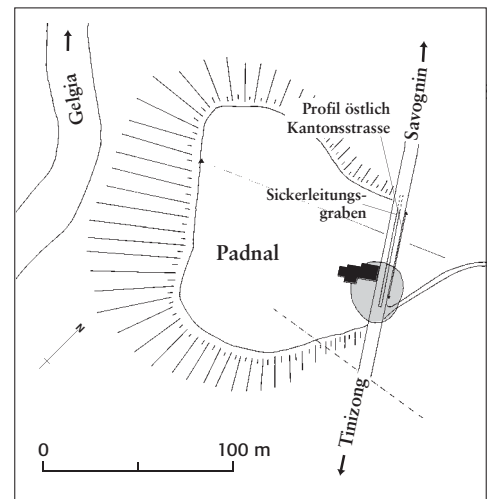 Gelgia
Savognin
Profil östlich
Kantonsstrasse
Sickerleitungs-
graben
Padnal
N
Tinizong
0 100 m